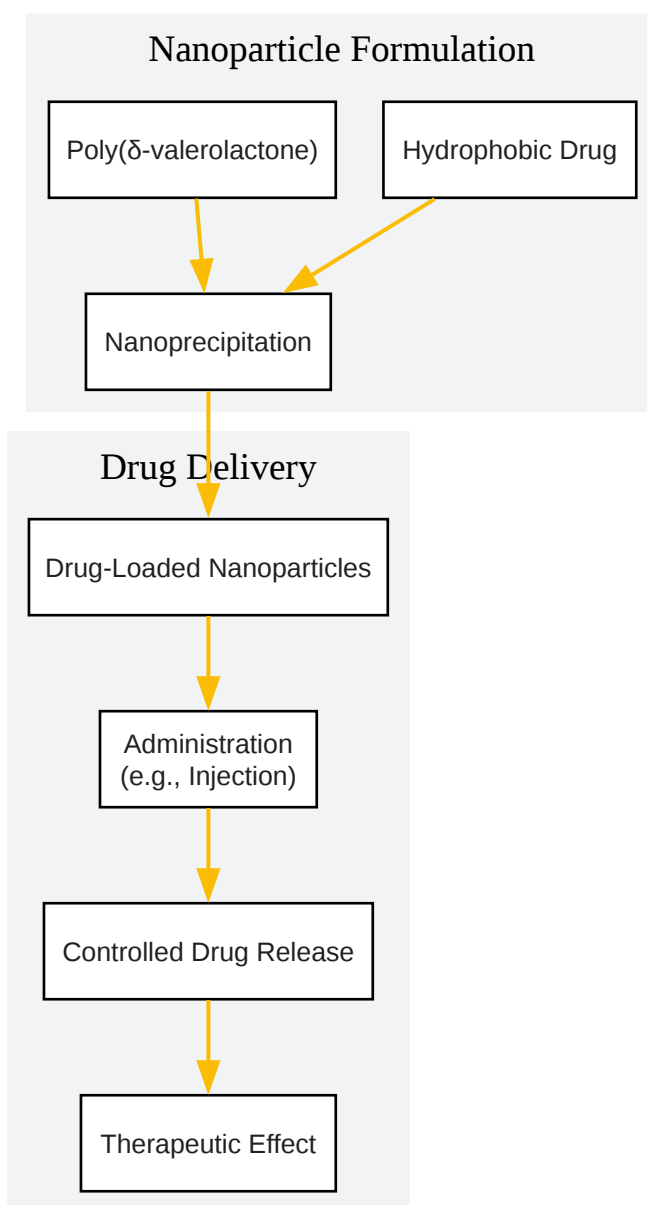 Nanoparticle Formulation
Poly(δ-valerolactone)
Hydrophobic Drug
Nanoprecipitation
Drug Delivery
Drug-Loaded Nanoparticles
Administration
(e.g., Injection)
Controlled Drug Release
Therapeutic Effect